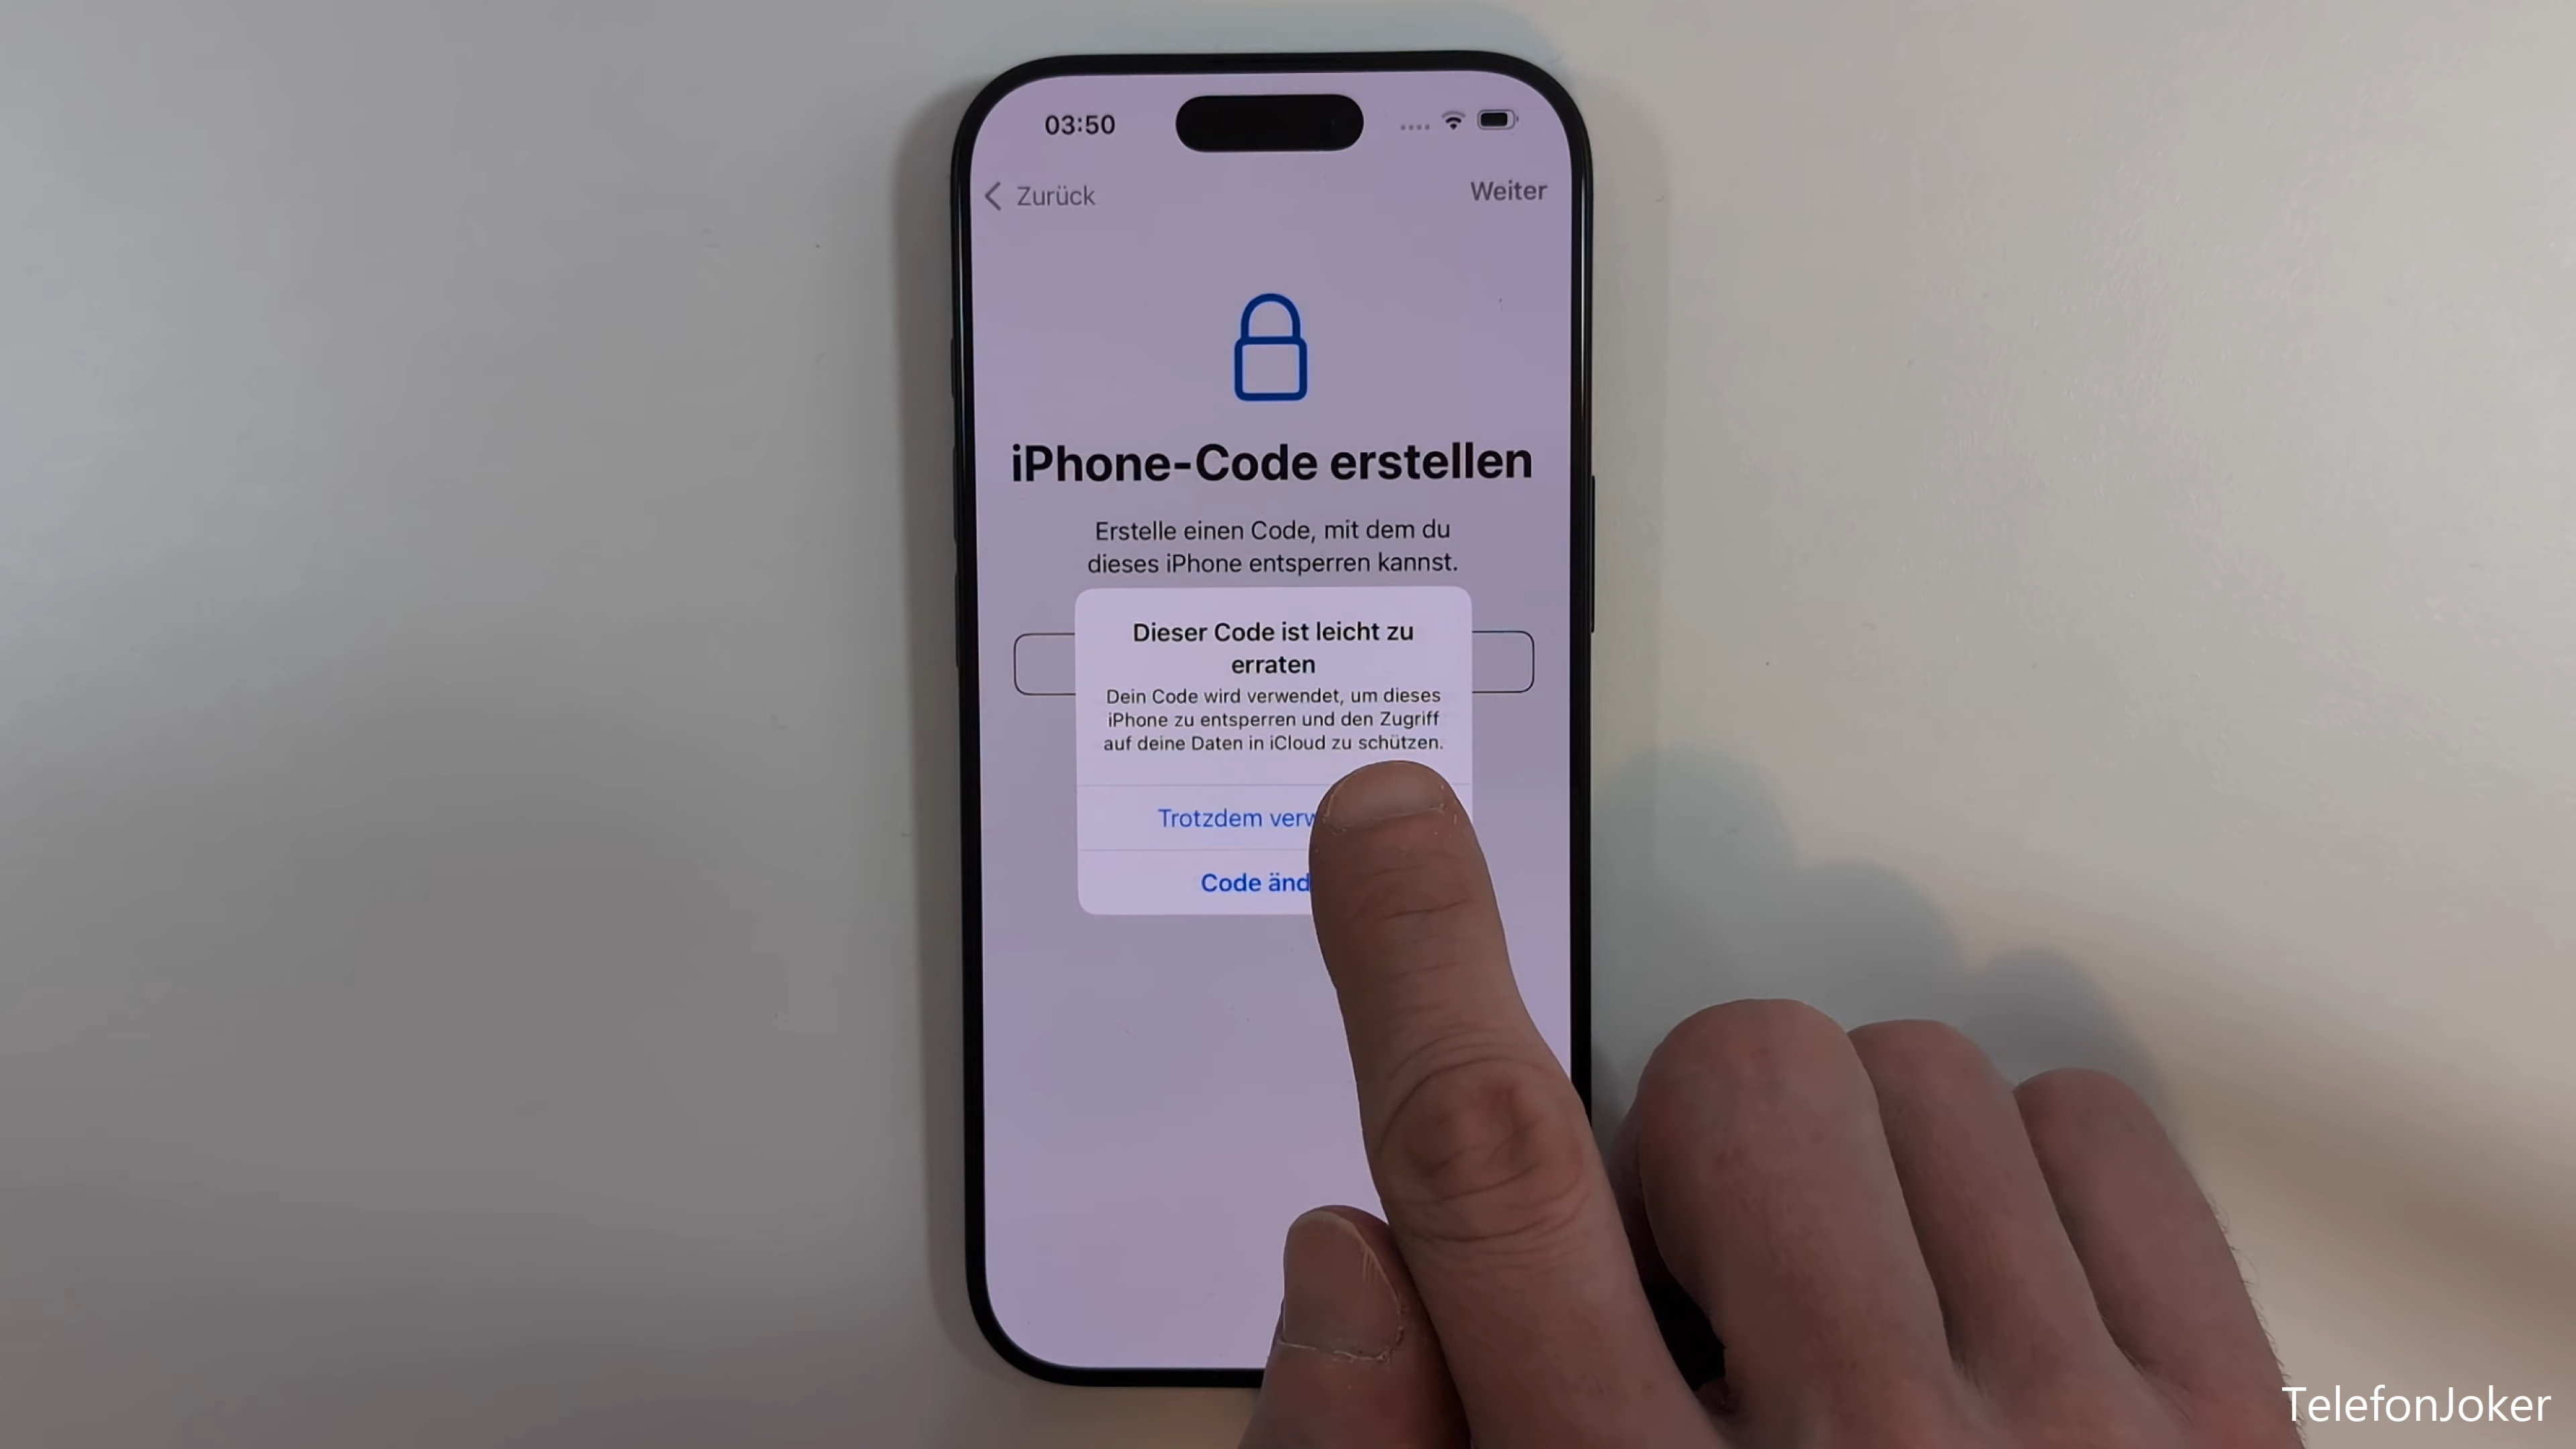 03:50
Zurück
Weiter
iPhone-Code erstellen
Erstelle einen Code, mit dem du
dieses iPhone entsperren kannst.
Dieser Code ist leicht zu
erraten
Dein Code wird verwendet, um dieses
iPhone zu entsperren und den Zugriff
auf deine Daten in iCloud zu schützen.
Trotzdem
Code
TelefonJoker